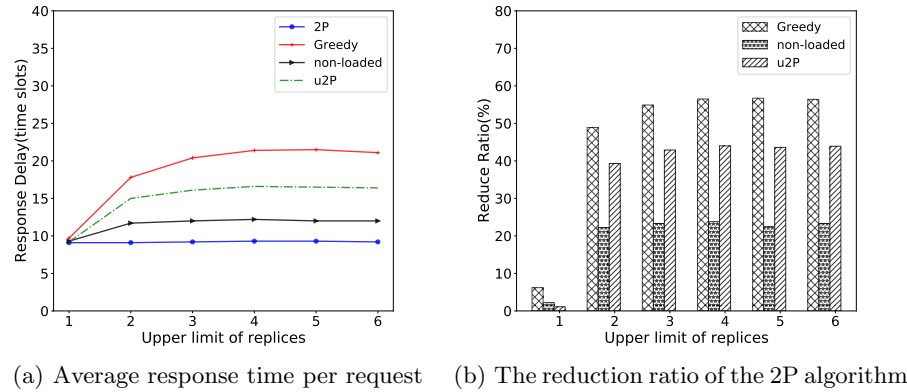 40
35
30
25
20
15
10
5
0
Response Delay(time slots)
2P
Greedy
non-loaded
u2P
1 2 3 4 5 6
Upper limit of replices
(a) Average response time per request
80
70
60
50
40
30
20
10
0
Reduce Ratio(%)
Greedy
non-loaded
u2P
1 2 3 4 5 6
Upper limit of replices
(b) The reduction ratio of the 2P algorithm